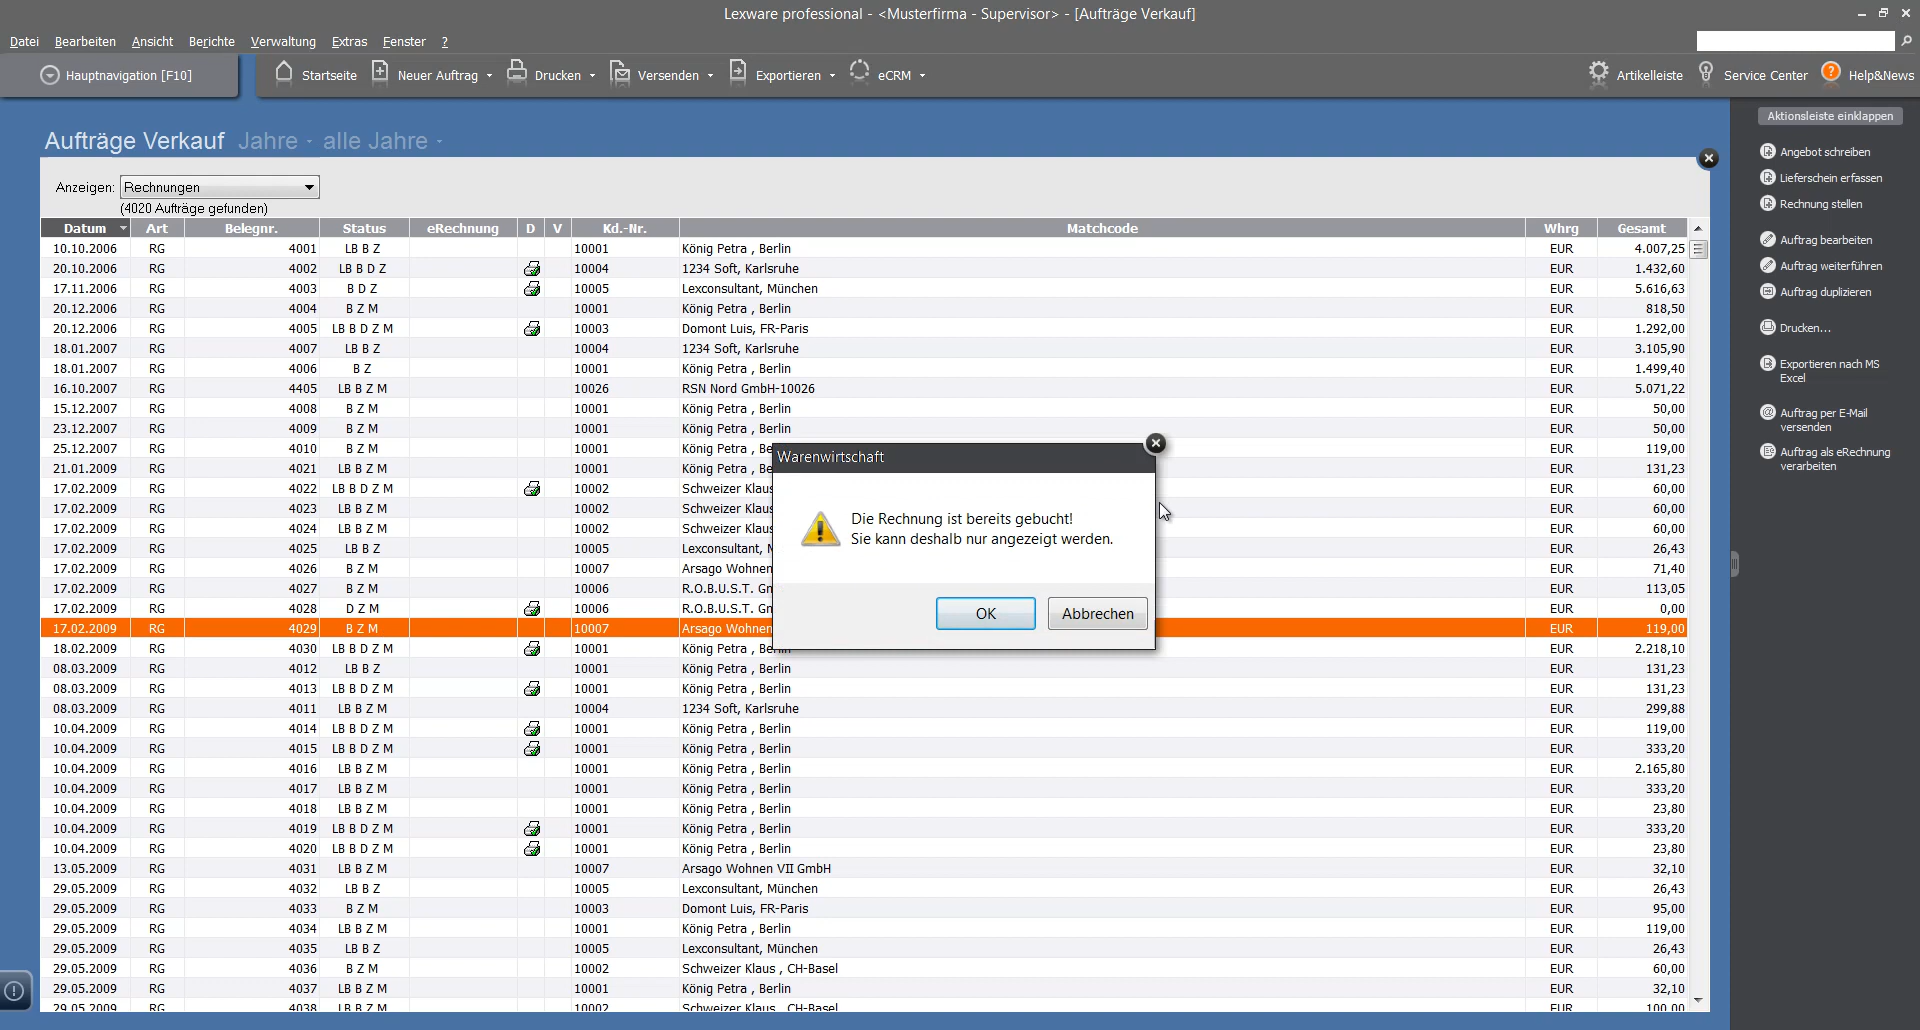 Lexware professional - <Musterfirma - Supervisor> - [Aufträge Verkauf]
Datei Bearbeiten Ansicht Berichte Verwaltung Extras Fenster ?
Hauptnavigation [F10] Startseite Neuer Auftrag Drucken Versenden Exportieren eCRM Artikelleiste Service Center Help&News
Aufträge Verkauf Jahre - alle Jahre -
Anzeigen: Rechnungen
(4020 Aufträge gefunden)
Datum Art Belegnr. Status eRechnung D V Kd.-Nr. Matchcode Whrg Gesamt
10.10.2006 RG 4001 LB B Z 10001 König Petra , Berlin EUR 4.007,25
20.10.2006 RG 4002 LB B D Z 10004 1234 Soft, Karlsruhe EUR 1.432,60
17.11.2006 RG 4003 B D Z 10005 Lexconsultant, München EUR 5.616,63
20.12.2006 RG 4004 B Z M 10001 König Petra , Berlin EUR 818,50
20.12.2006 RG 4005 LB B D Z M 10003 Domont Luis, FR-Paris EUR 1.292,00
18.01.2007 RG 4007 LB B Z 10004 1234 Soft, Karlsruhe EUR 3.105,90
18.01.2007 RG 4006 B Z 10001 König Petra , Berlin EUR 1.499,40
16.10.2007 RG 4405 LB B Z M 10026 RSN Nord GmbH-10026 EUR 5.071,22
15.12.2007 RG 4008 B Z M 10001 König Petra , Berlin EUR 50,00
23.12.2007 RG 4009 B Z M 10001 König Petra , Berlin EUR 50,00
25.12.2007 RG 4010 B Z M 10001 König Pe EUR 119,00
21.01.2009 RG 4021 LB B Z M 10001 König Pe EUR 131,23
17.02.2009 RG 4022 LB B D Z M 10002 Schweizer Klaus EUR 60,00
17.02.2009 RG 4023 LB B Z M 10002 Schweizer Klaus EUR 60,00
17.02.2009 RG 4024 LB B Z M 10002 Schweizer Klaus EUR 60,00
17.02.2009 RG 4025 LB B Z 10005 Lexconsultant, M EUR 26,43
17.02.2009 RG 4026 B Z M 10007 Arsago Wohnen EUR 71,40
17.02.2009 RG 4027 B Z M 10006 R.O.B.U.S.T. Gm EUR 113,05
17.02.2009 RG 4028 D Z M 10006 R.O.B.U.S.T. Gm EUR 0,00
17.02.2009 RG 4029 B Z M 10007 Arsago Wohnen EUR 119,00
18.02.2009 RG 4030 LB B D Z M 10001 König Petra , Berlin EUR 2.218,10
08.03.2009 RG 4012 LB B Z 10001 König Petra , Berlin EUR 131,23
08.03.2009 RG 4013 LB B D Z M 10001 König Petra , Berlin EUR 131,23
08.03.2009 RG 4011 LB B Z M 10004 1234 Soft, Karlsruhe EUR 299,88
10.04.2009 RG 4014 LB B D Z M 10001 König Petra , Berlin EUR 119,00
10.04.2009 RG 4015 LB B D Z M 10001 König Petra , Berlin EUR 333,20
10.04.2009 RG 4016 LB B Z M 10001 König Petra , Berlin EUR 2.165,80
10.04.2009 RG 4017 LB B Z M 10001 König Petra , Berlin EUR 333,20
10.04.2009 RG 4018 LB B Z M 10001 König Petra , Berlin EUR 23,80
10.04.2009 RG 4019 LB B D Z M 10001 König Petra , Berlin EUR 333,20
10.04.2009 RG 4020 LB B D Z M 10001 König Petra , Berlin EUR 23,80
13.05.2009 RG 4031 LB B Z M 10007 Arsago Wohnen VII GmbH EUR 32,10
29.05.2009 RG 4032 LB B Z 10005 Lexconsultant, München EUR 26,43
29.05.2009 RG 4033 B Z M 10003 Domont Luis, FR-Paris EUR 95,00
29.05.2009 RG 4034 LB B Z M 10001 König Petra , Berlin EUR 119,00
29.05.2009 RG 4035 LB B Z 10005 Lexconsultant, München EUR 26,43
29.05.2009 RG 4036 B Z M 10002 Schweizer Klaus , CH-Basel EUR 60,00
29.05.2009 RG 4037 LB B Z M 10001 König Petra , Berlin EUR 32,10
29.05.2009 RG 4038 LB B Z M 10002 Schweizer Klaus , CH-Basel EUR 100,00
Warenwirtschaft
Die Rechnung ist bereits gebucht!
Sie kann deshalb nur angezeigt werden.
OK Abbrechen
Aktionsleiste einklappen
Angebot schreiben
Lieferschein erfassen
Rechnung stellen
Auftrag bearbeiten
Auftrag weiterführen
Auftrag duplizieren
Drucken...
Exportieren nach MS
Excel
Auftrag per E-Mail
versenden
Auftrag als eRechnung
verarbeiten